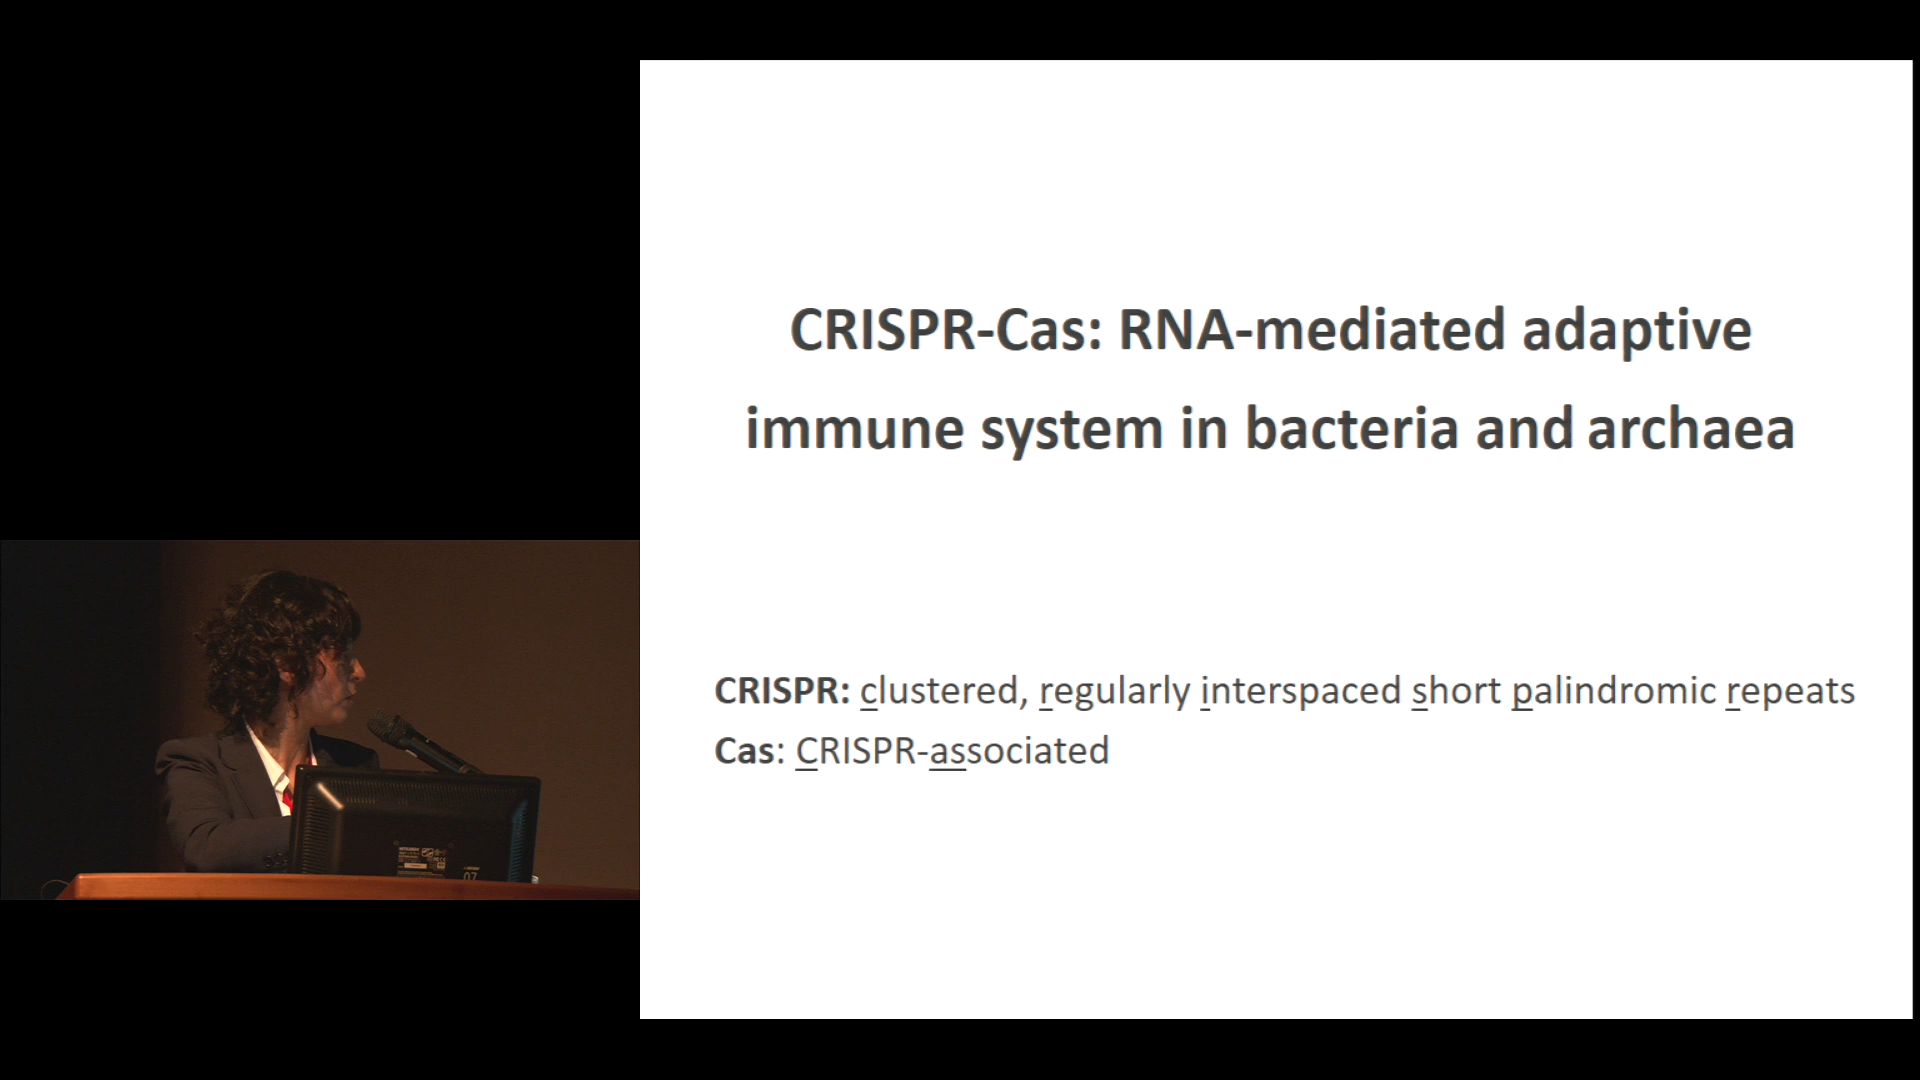 CRISPR-Cas: RNA-mediated adaptive
immune system in bacteria and archaea
CRISPR: clustered, regularly interspaced short palindromic repeats
Cas: CRISPR-associated
07